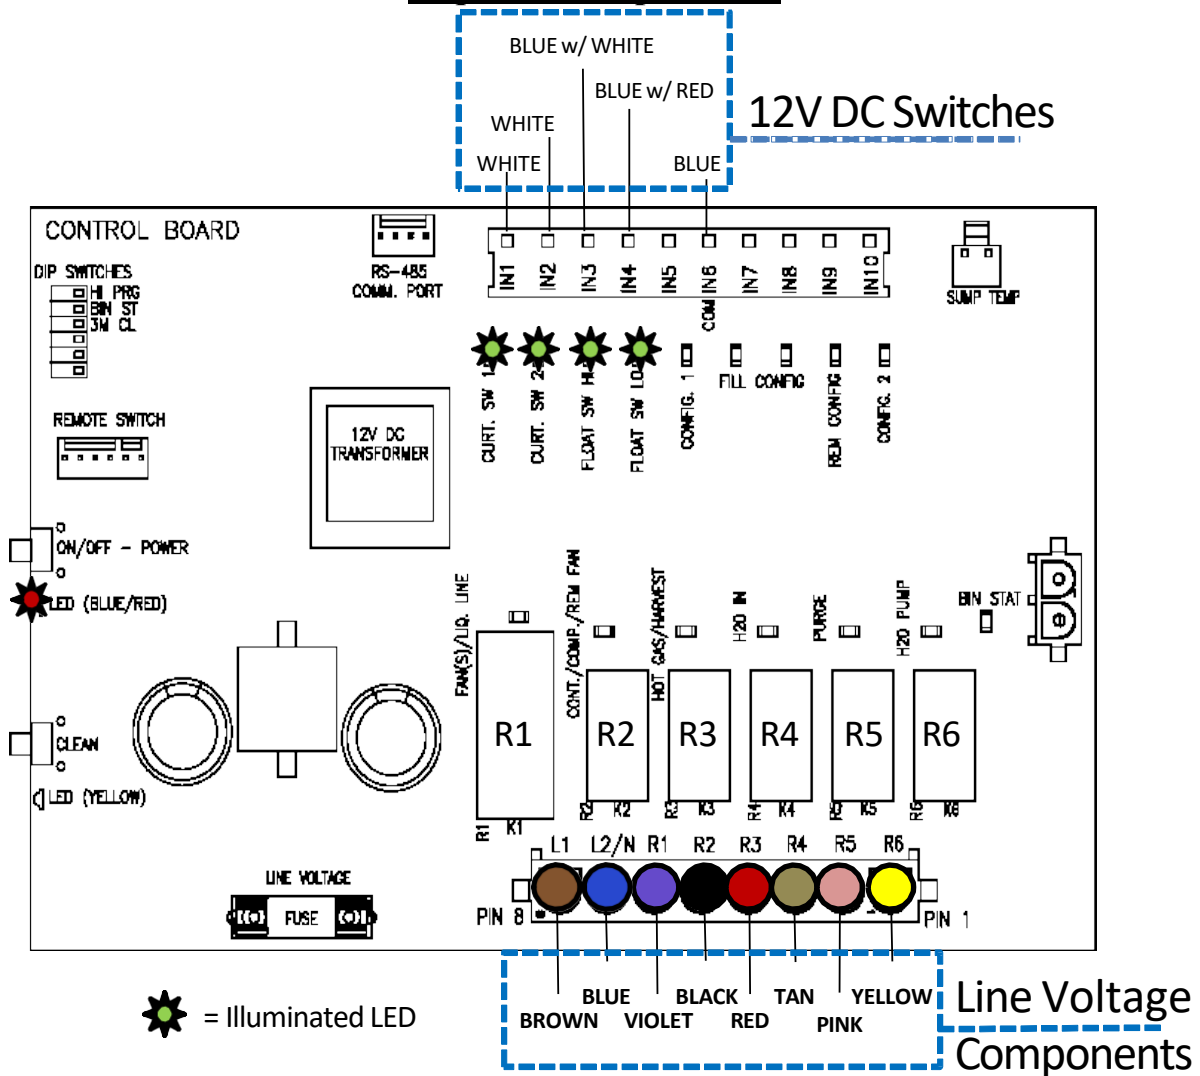 BLUE w/ WHITE
BLUE w/ RED
WHITE
WHITE
BLUE
12V DC Switches
CONTROL BOARD
DIP SWITCHES
HI PRG
BIN ST
3M CL
RS-485
COMM. PORT
IN1
IN2
IN3
IN4
IN5
COM IN6
IN7
IN8
IN9
IN10
SUMP TEMP
CURT. SW 1
CURT. SW 2
FLOAT SW HI
FLOAT SW LO
CONFIG. 1
FILL CONFIG
REM CONFIG
CONFIG. 2
REMOTE SWITCH
12V DC
TRANSFORMER
ON/OFF - POWER
LED (BLUE/RED)
FAN(S)/LIQ. LINE
CONT./COMP./REM FAN
HOT GAS/HARVEST
H2O IN
PURGE
H2O PUMP
BIN STAT
R1
R2
R3
R4
R5
R6
CLEAN
LED (YELLOW)
R1
K1
R2
K2
R3
K3
R4
K4
R5
K5
R6
K6
L1
L2/N
R1
R2
R3
R4
R5
R6
LINE VOLTAGE
FUSE
PIN 8
PIN 1
BLUE
BLACK
TAN
YELLOW
BROWN
VIOLET
RED
PINK
Line Voltage
Components
= Illuminated LED